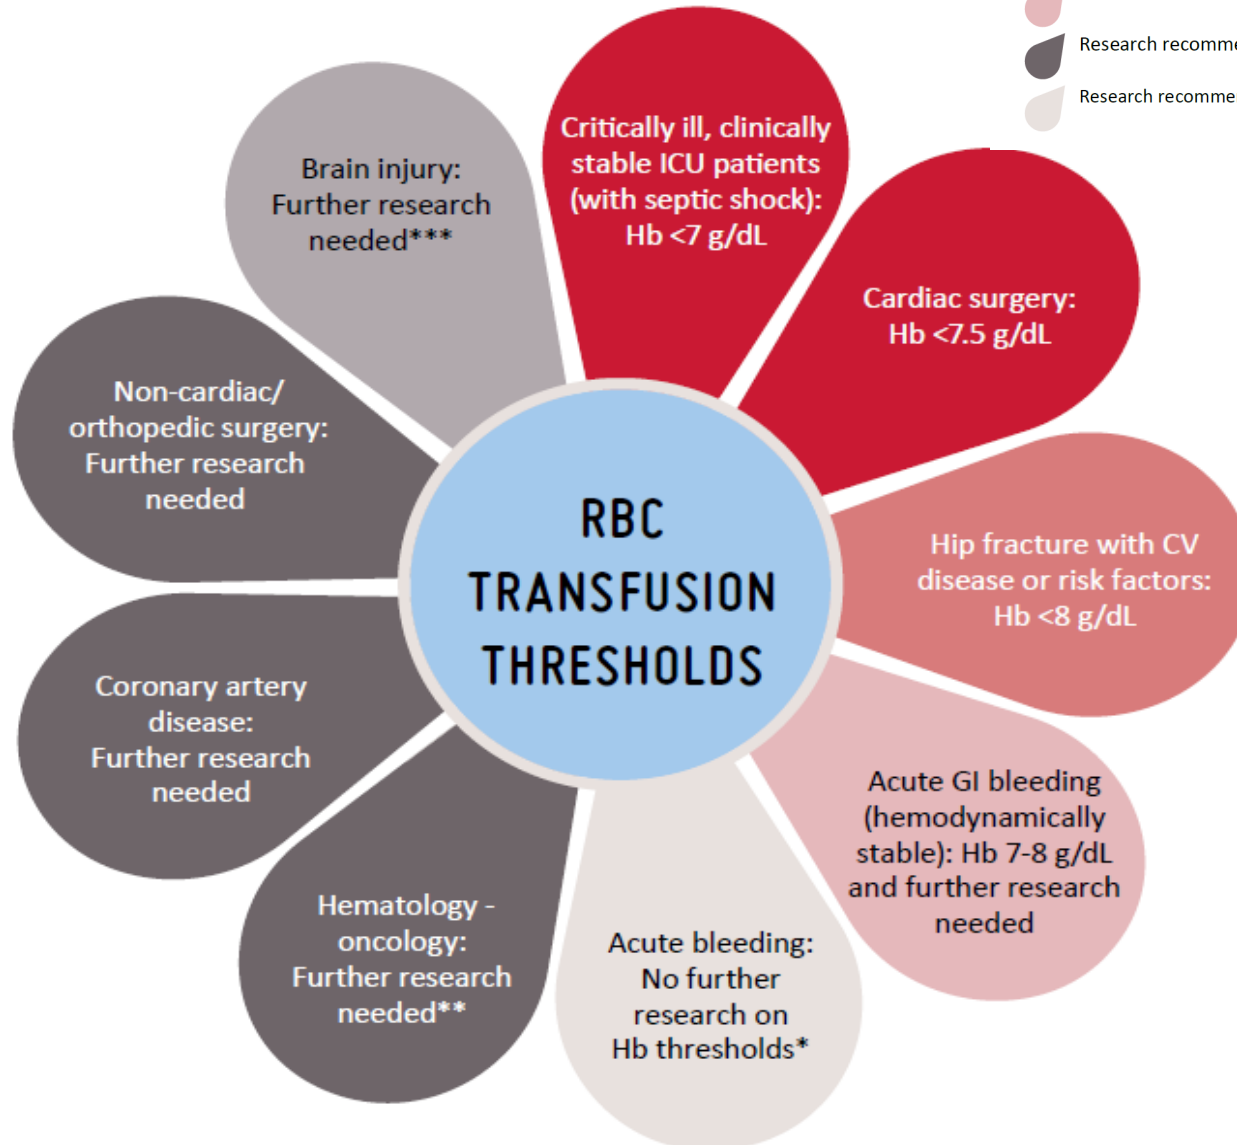 Research recomme
Research recomme
Critically ill, clinically
stable ICU patients
(with septic shock):
Hb <7 g/dL
Cardiac surgery:
Hb <7.5 g/dL
Hip fracture with CV
disease or risk factors:
Hb <8 g/dL
Acute GI bleeding
(hemodynamically
stable): Hb 7-8 g/dL
and further research
needed
Acute bleeding:
No further
research on
Hb thresholds*
Hematology -
oncology:
Further research
needed**
Coronary artery
disease:
Further research
needed
Non-cardiac/
orthopedic surgery:
Further research
needed
Brain injury:
Further research
needed***
RBC
TRANSFUSION
THRESHOLDS